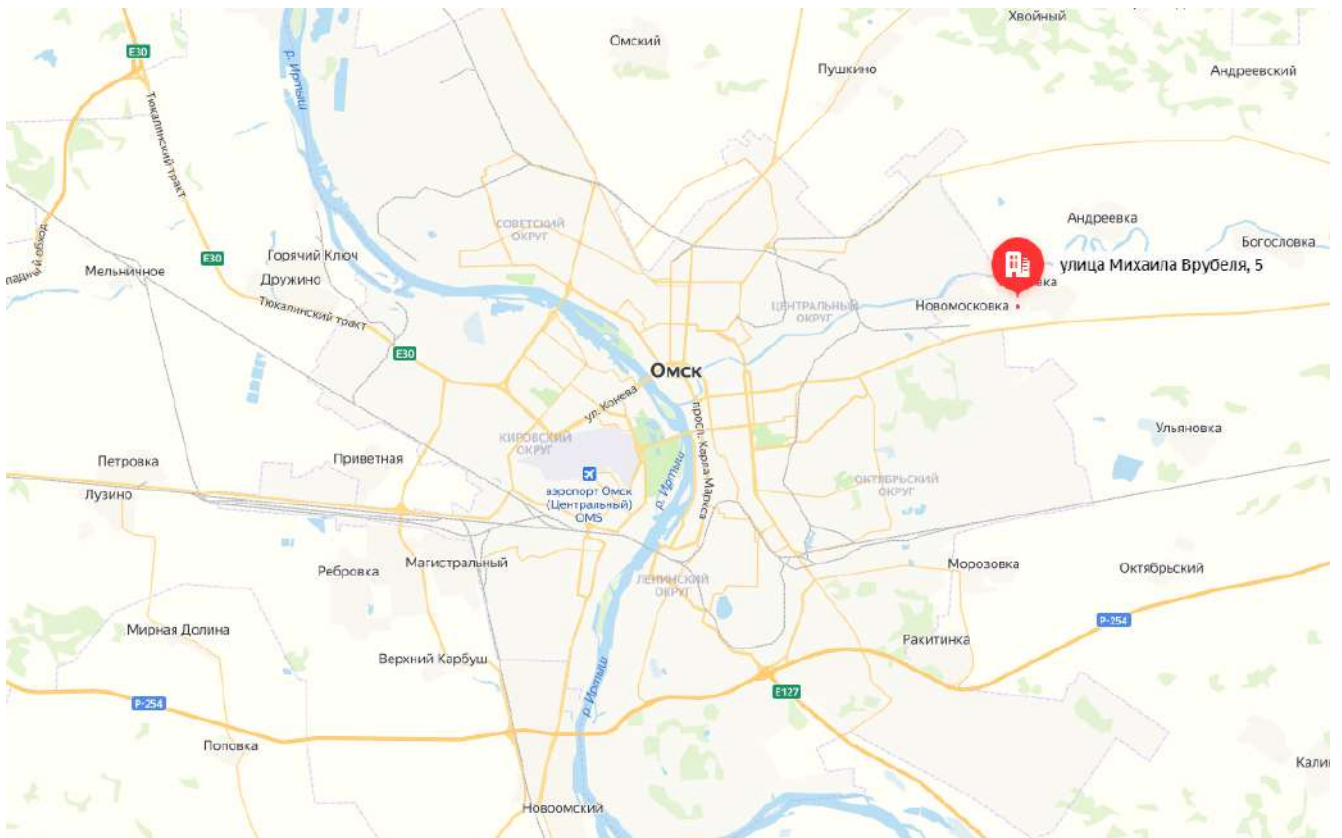 Хвойный
Омский
E30
р. Иртыш
Пушкино
Андреевский
Тюкалинский тракт
Андреевка
СОВЕТСКИЙ
ОКРУГ
Богословка
Горячий Ключ
E30
улица Михаила Врубеля, 5
Мельничное
Дружино
вка
ЦЕНТРАЛЬНЫЙ
ОКРУГ
Новомосковка
Тюкалинский тракт
E30
Омск
ул. Конева
просп. Карла Маркса
Ульяновка
КИРОВСКИЙ
ОКРУГ
Петровка
Приветная
р. Иртыш
ОКТЯБРЬСКИЙ
ОКРУГ
Лузино
аэропорт Омск
(Центральный)
OMS
Магистральный
Ребровка
Морозовка
Октябрьский
ЛЕНИНСКИЙ
ОКРУГ
Р-254
Мирная Долина
Ракитинка
Верхний Карбуш
р. Иртыш
E127
Р-254
Поповка
Кали
Новоомский